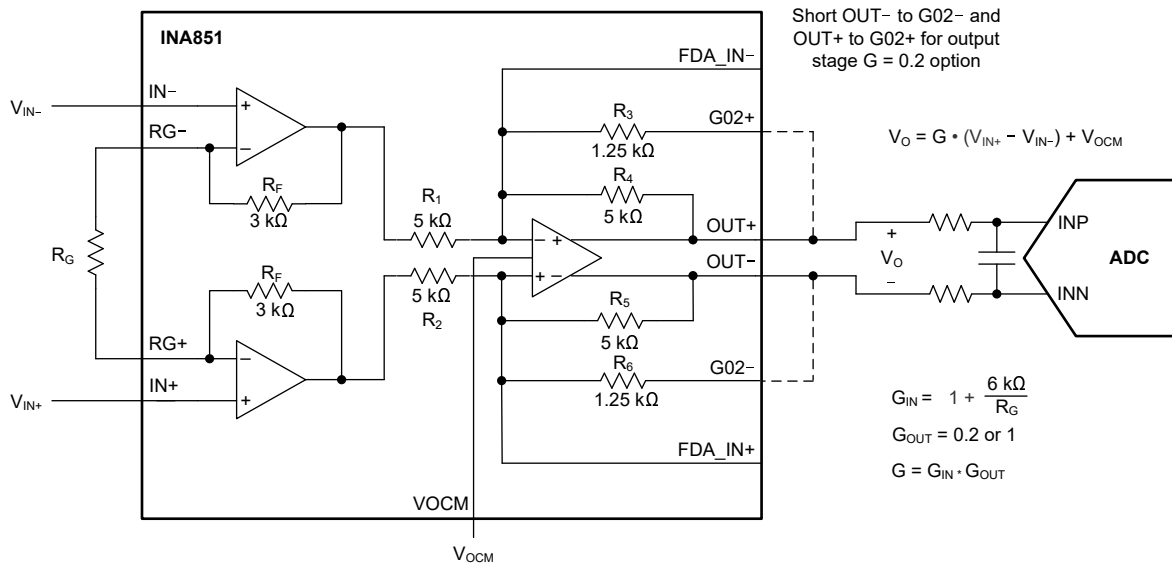 Short OUT− to G02− and
OUT+ to G02+ for output
stage G = 0.2 option
INA851
FDA_IN−
IN−
V_IN−
R3
G02+
1.25 kΩ
RG−
V_O = G • (V_IN+ − V_IN−) + V_OCM
R_F
3 kΩ
R4
5 kΩ
R1
5 kΩ
OUT+
INP
R_G
+
V_O
−
ADC
OUT−
INN
R_F
3 kΩ
5 kΩ
R2
R5
5 kΩ
RG+
R6
G02−
1.25 kΩ
IN+
V_IN+
G_IN = 1 + 6 kΩ / R_G
G_OUT = 0.2 or 1
FDA_IN+
G = G_IN • G_OUT
VOCM
V_OCM